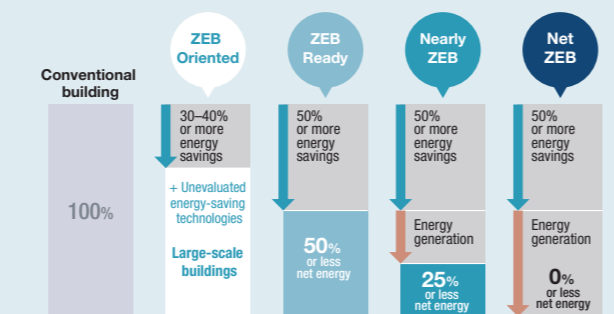 Conventional
building
100%
ZEB
Oriented
30–40%
or more
energy
savings
+ Unevaluated
energy-saving
technologies
Large-scale
buildings
ZEB
Ready
50%
or more
energy
savings
50%
or less
net energy
Nearly
ZEB
50%
or more
energy
savings
Energy
generation
25%
or less
net energy
Net
ZEB
50%
or more
energy
savings
Energy
generation
0%
or less
net energy